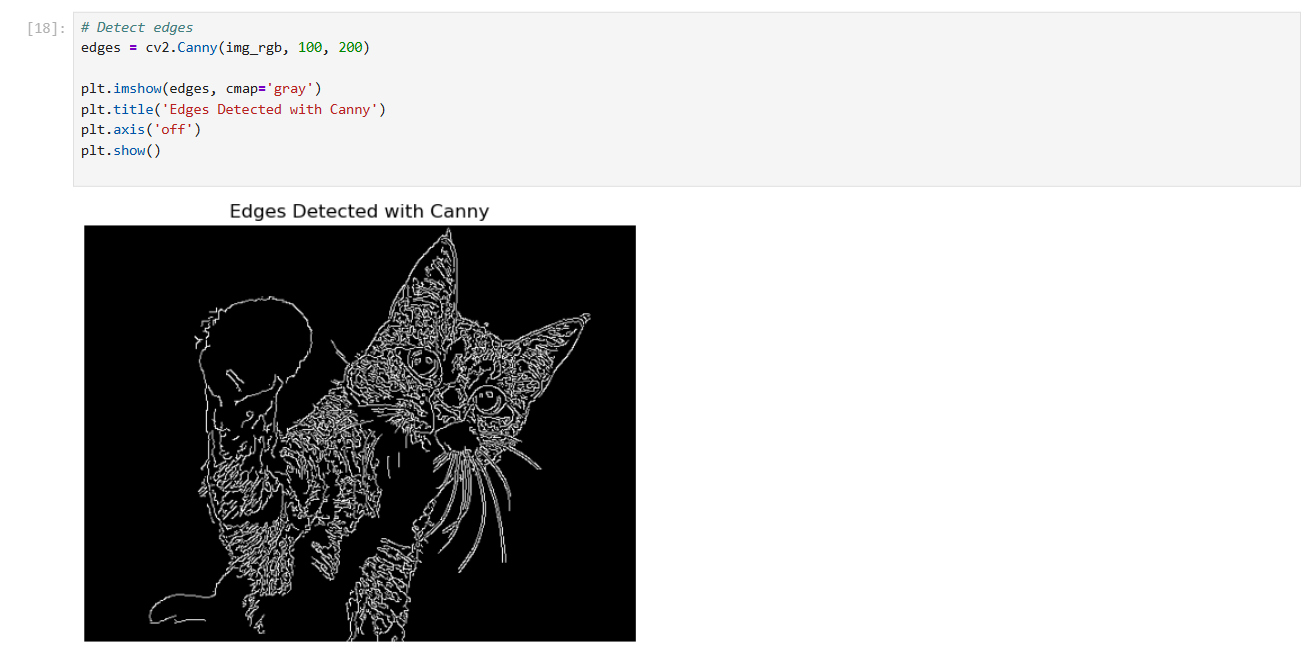 [18]: # Detect edges
edges = cv2.Canny(img_rgb, 100, 200)
plt.imshow(edges, cmap='gray')
plt.title('Edges Detected with Canny')
plt.axis('off')
plt.show()
Edges Detected with Canny